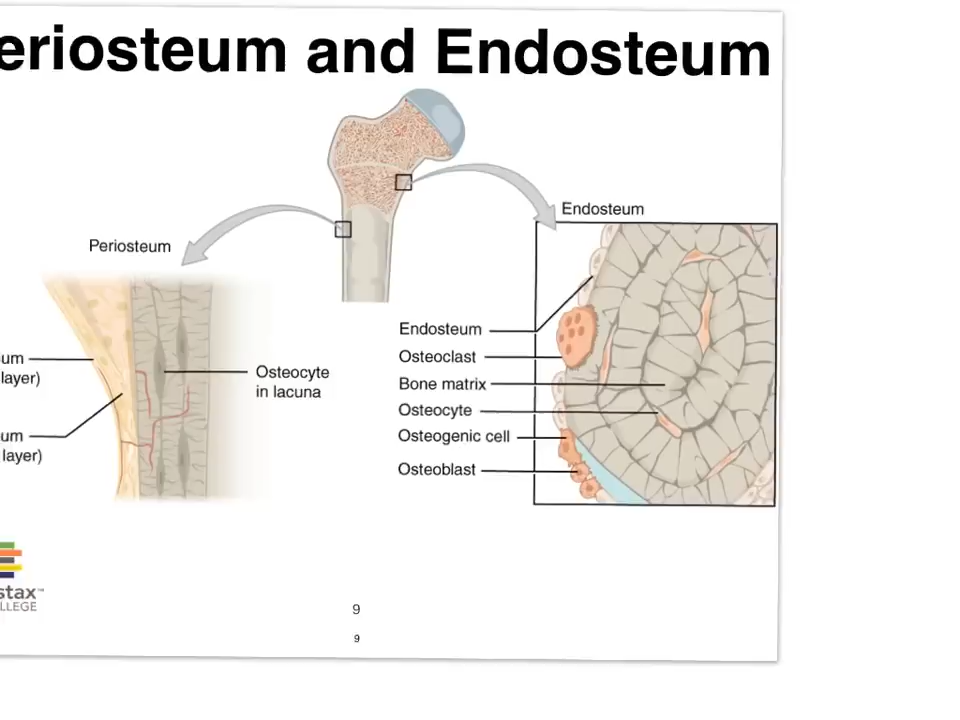 eriosteum and Endosteum
Endosteum
Periosteum
Endosteum
Osteoclast
Bone matrix
Osteocyte
Osteogenic cell
Osteoblast
um
layer)
um
layer)
Osteocyte
in lacuna
stax™
LLEGE
9
9